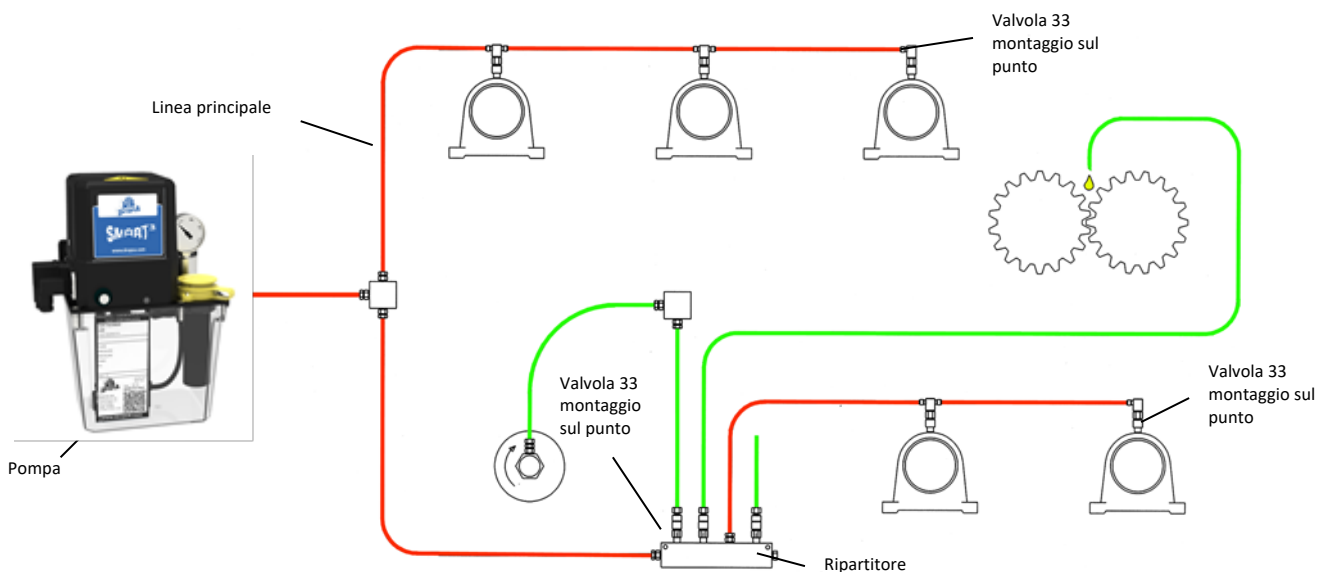 Valvola 33
montaggio sul
punto
Linea principale
SMART³
Valvola 33
montaggio
sul punto
Valvola 33
montaggio sul
punto
Pompa
Ripartitore